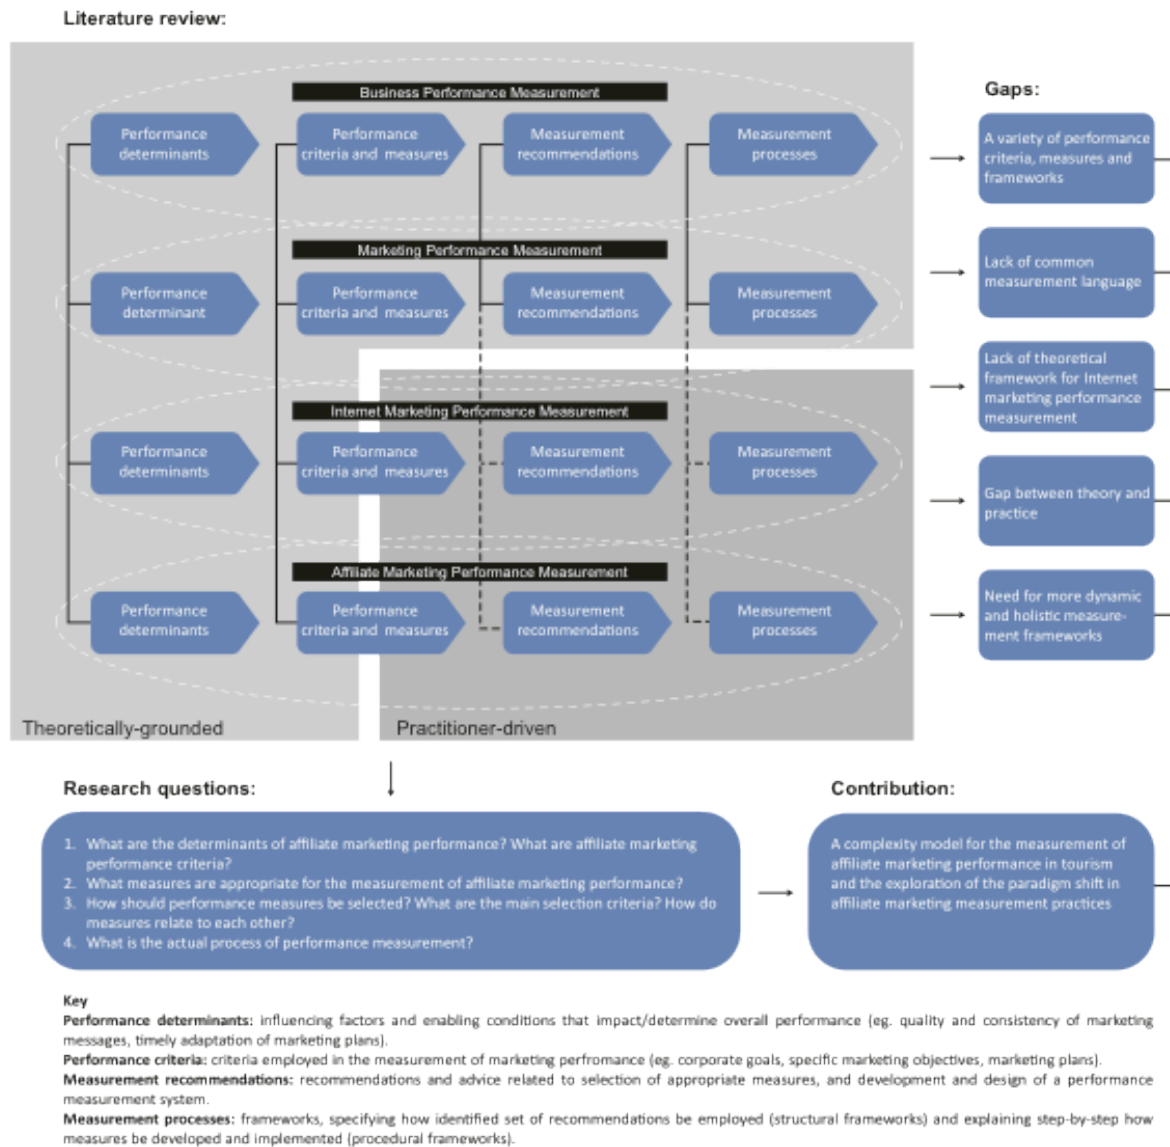 Literature review:
Business Performance Measurement
Performance
determinants
Performance
criteria and measures
Measurement
recommendations
Measurement
processes
Marketing Performance Measurement
Performance
determinant
Performance
criteria and measures
Measurement
recommendations
Measurement
processes
Internet Marketing Performance Measurement
Performance
determinants
Performance
criteria and measures
Measurement
recommendations
Measurement
processes
Affiliate Marketing Performance Measurement
Performance
determinants
Performance
criteria and measures
Measurement
recommendations
Measurement
processes
Theoretically-grounded
Practitioner-driven
Gaps:
A variety of performance
criteria, measures and
frameworks
Lack of common
measurement language
Lack of theoretical
framework for Internet
marketing performance
measurement
Gap between theory and
practice
Need for more dynamic
and holistic measure-
ment frameworks
Research questions:
1. What are the determinants of affiliate marketing performance? What are affiliate marketing
performance criteria?
2. What measures are appropriate for the measurement of affiliate marketing performance?
3. How should performance measures be selected? What are the main selection criteria? How do
measures relate to each other?
4. What is the actual process of performance measurement?
Contribution:
A complexity model for the measurement of
affiliate marketing performance in tourism
and the exploration of the paradigm shift in
affiliate marketing measurement practices
Key
Performance determinants: influencing factors and enabling conditions that impact/determine overall performance (eg. quality and consistency of marketing
messages, timely adaptation of marketing plans).
Performance criteria: criteria employed in the measurement of marketing perfromance (eg. corporate goals, specific marketing objectives, marketing plans).
Measurement recommendations: recommendations and advice related to selection of appropriate measures, and development and design of a performance
measurement system.
Measurement processes: frameworks, specifying how identified set of recommendations be employed (structural frameworks) and explaining step-by-step how
measures be developed and implemented (procedural frameworks).